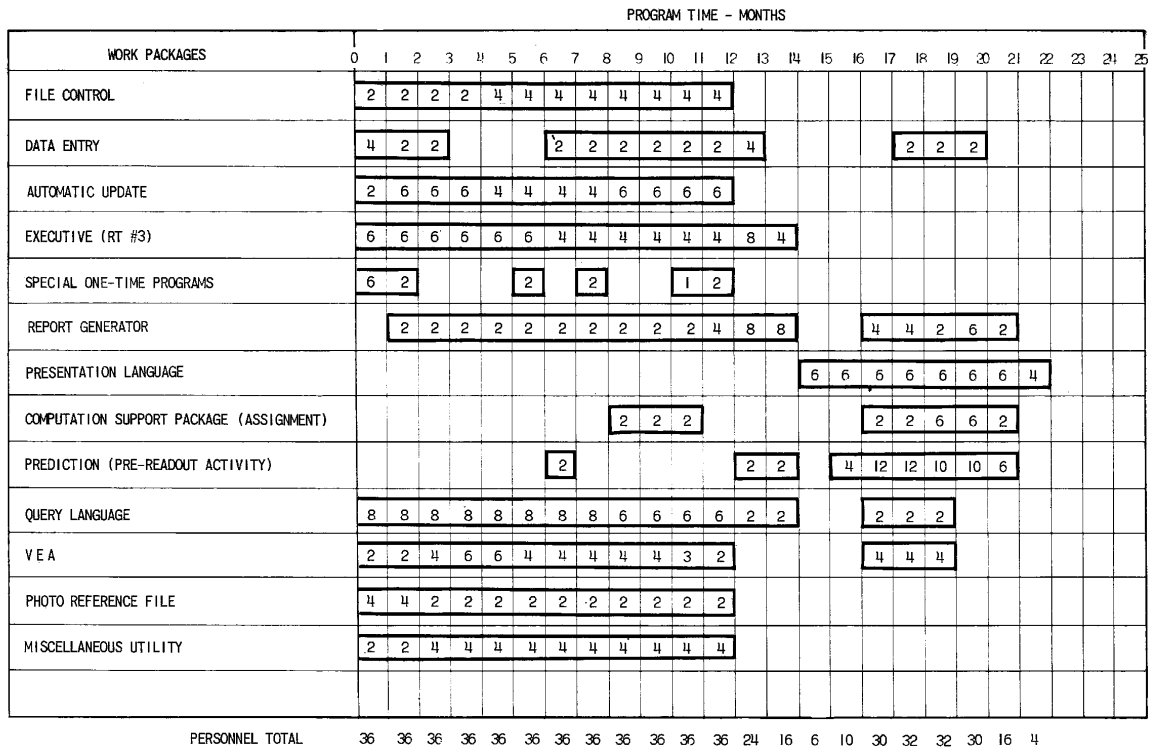 PROGRAM TIME - MONTHS
WORK PACKAGES 0 1 2 3 4 5 6 7 8 9 10 11 12 13 14 15 16 17 18 19 20 21 22 23 24 25
FILE CONTROL 2 2 2 2 4 4 4 4 4 4 4 4
DATA ENTRY 4 2 2 2 2 2 2 2 2 4 2 2 2
AUTOMATIC UPDATE 2 6 6 6 4 4 4 4 6 6 6 6
EXECUTIVE (RT #3) 6 6 6 6 6 6 4 4 4 4 4 4 8 4
SPECIAL ONE-TIME PROGRAMS 6 2 2 2 1 2
REPORT GENERATOR 2 2 2 2 2 2 2 2 2 2 4 8 8 4 4 2 6 2
PRESENTATION LANGUAGE 6 6 6 6 6 6 6 4
COMPUTATION SUPPORT PACKAGE (ASSIGNMENT) 2 2 2 2 2 6 6 2
PREDICTION (PRE-READOUT ACTIVITY) 2 2 2 4 12 12 10 10 6
QUERY LANGUAGE 8 8 8 8 8 8 8 8 6 6 6 6 2 2 2 2 2
VEA 2 2 4 6 6 4 4 4 4 4 3 2 4 4 4
PHOTO REFERENCE FILE 4 4 2 2 2 2 2 2 2 2 2 2
MISCELLANEOUS UTILITY 2 2 4 4 4 4 4 4 4 4 4 4
PERSONNEL TOTAL 36 36 36 36 36 36 36 36 36 36 36 36 24 16 6 10 30 32 32 30 16 4